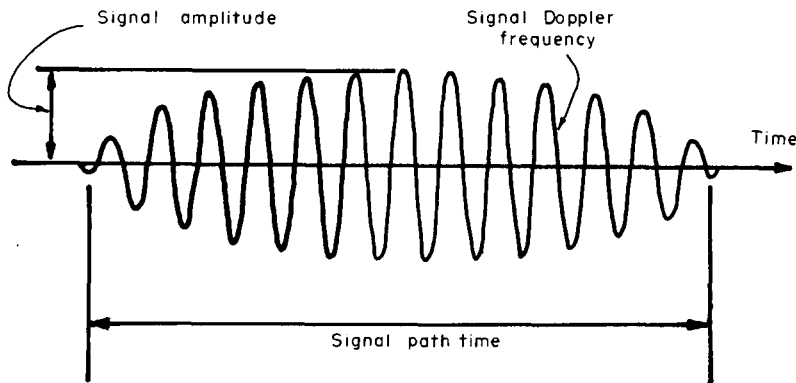 Signal amplitude
Signal Doppler
frequency
Time
Signal path time